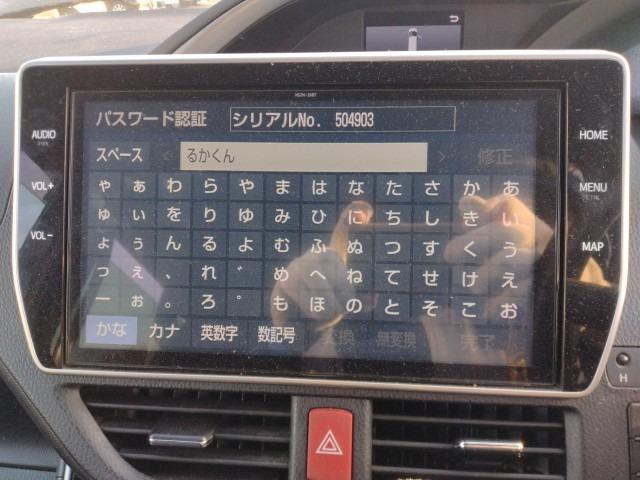 パスワード認証 シリアルNo. 504903
AUDIO
HOME
スペース るかくん 修正
VOL+
MENU
ゃ ぁ わ ら や ま は な た さ か あ
ゅ ぃ を り ゆ み ひ に ち し き い
VOL-
MAP
ょ ぅ ん る よ む ふ ぬ つ す く う
っ ぇ 、 れ ゛ め へ ね て せ け え
ー ぉ 。 ろ ゜ も ほ の と そ こ お
かな カナ 英数字 数記号 変換 無変換 完了
H